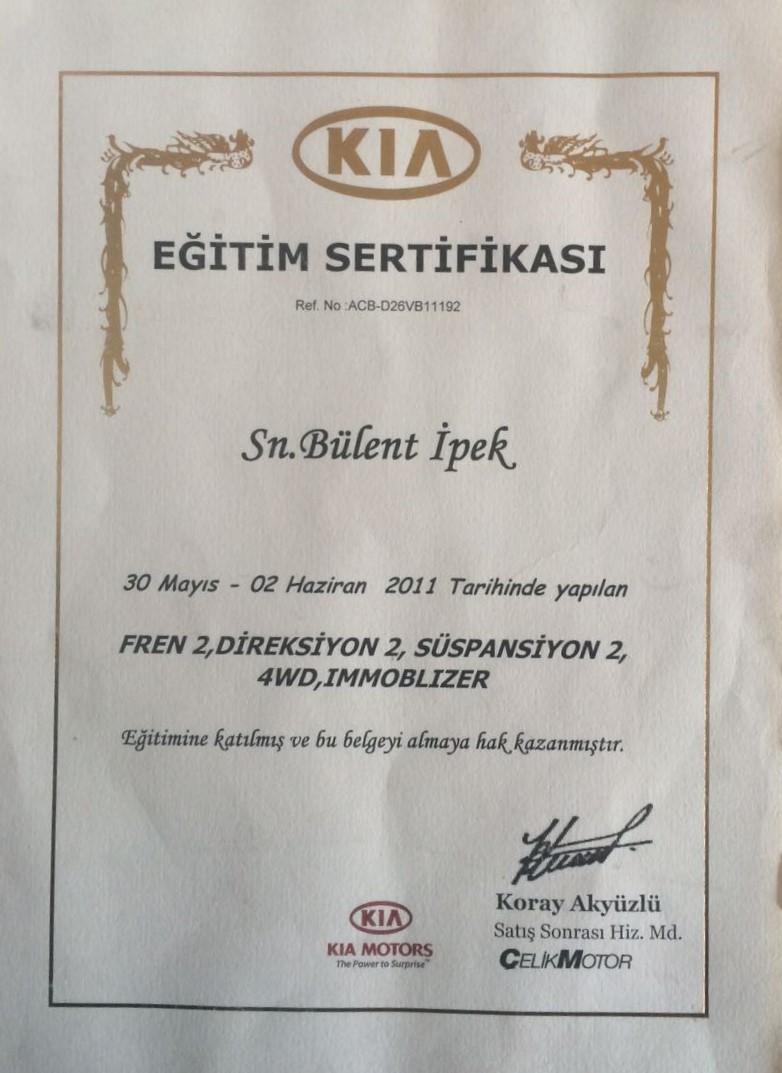 KIA
EĞİTİM SERTİFİKASI
Ref. No :ACB-D26VB11192
Sn.Bülent İpek
30 Mayıs - 02 Haziran 2011 Tarihinde yapılan
FREN 2,DİREKSİYON 2, SÜSPANSİYON 2,
4WD,IMMOBLIZER
Eğitimine katılmış ve bu belgeyi almaya hak kazanmıştır.
Koray Akyüzlü
Satış Sonrası Hiz. Md.
ÇELİKMOTOR
KIA
KIA MOTORS
The Power to Surprise™